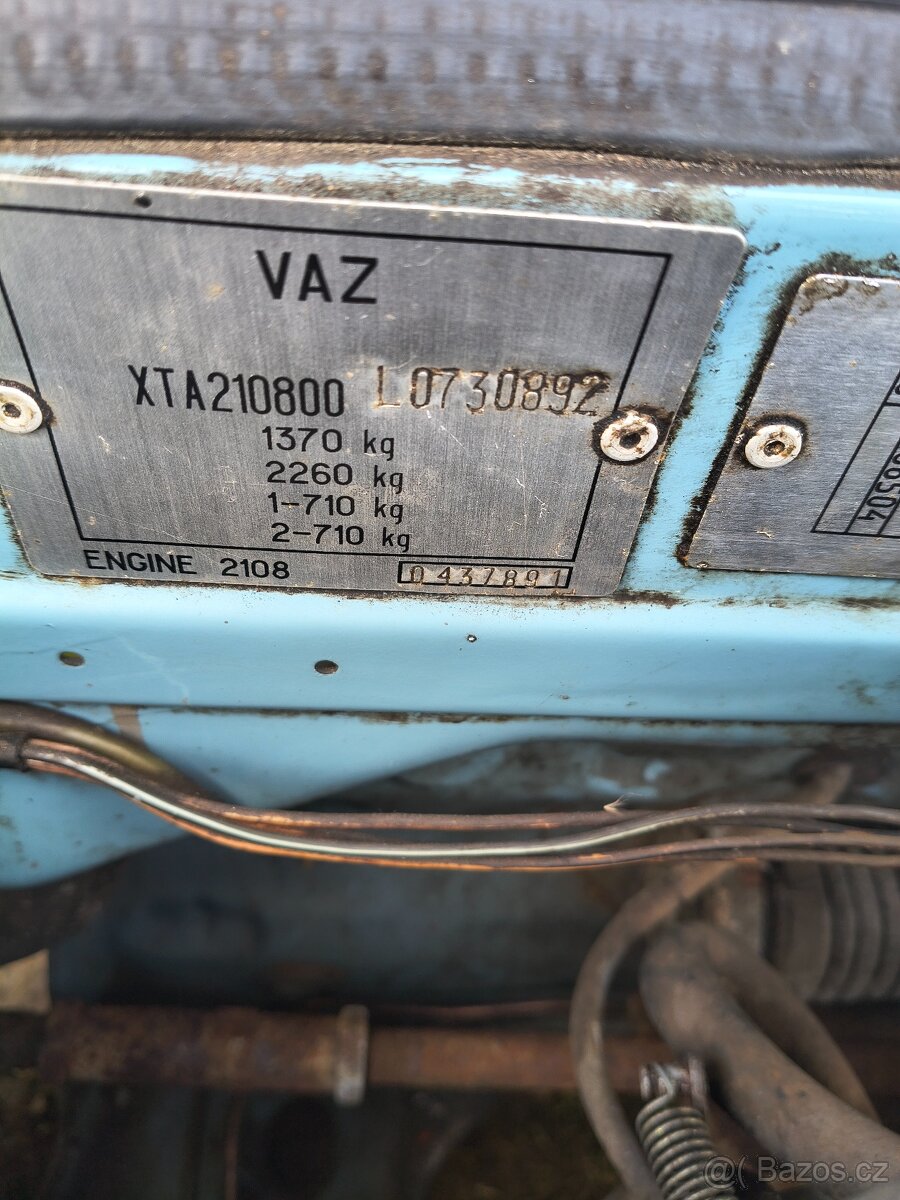 VAZ
XTA210800 L0730892
1370 kg
2260 kg
1-710 kg
2-710 kg
ENGINE 2108 0437891
@( Bazos.cz